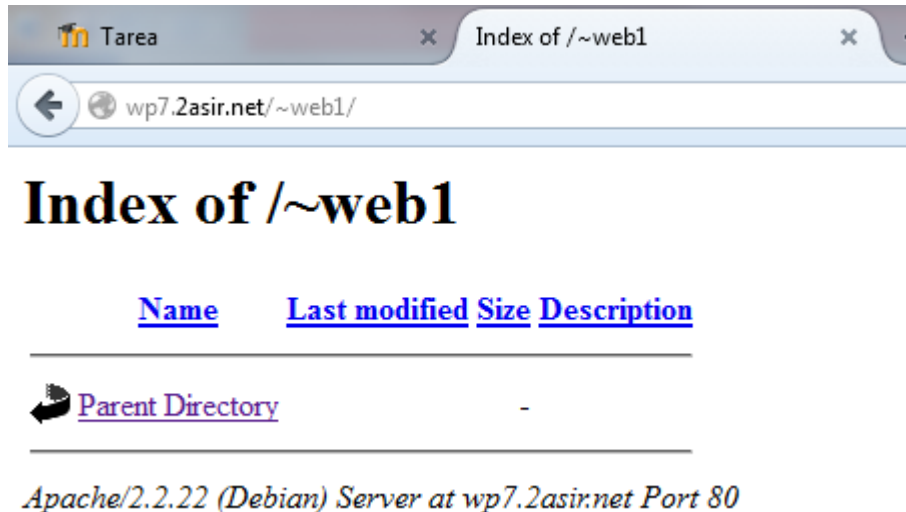 Tarea
Index of /~web1
wp7.2asir.net/~web1/
Index of /~web1
Name Last modified Size Description
Parent Directory -
Apache/2.2.22 (Debian) Server at wp7.2asir.net Port 80